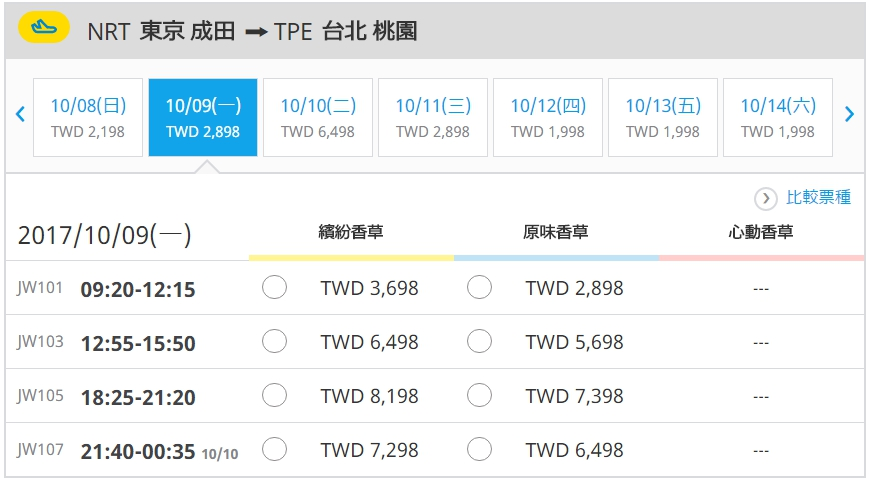 NRT 東京 成田 → TPE 台北 桃園
10/08(日) 10/09(一) 10/10(二) 10/11(三) 10/12(四) 10/13(五) 10/14(六)
TWD 2,198 TWD 2,898 TWD 6,498 TWD 2,898 TWD 1,998 TWD 1,998 TWD 1,998
比較票種
2017/10/09(一) 繽紛香草 原味香草 心動香草
JW101 09:20-12:15 TWD 3,698 TWD 2,898 ---
JW103 12:55-15:50 TWD 6,498 TWD 5,698 ---
JW105 18:25-21:20 TWD 8,198 TWD 7,398 ---
JW107 21:40-00:35 10/10 TWD 7,298 TWD 6,498 ---